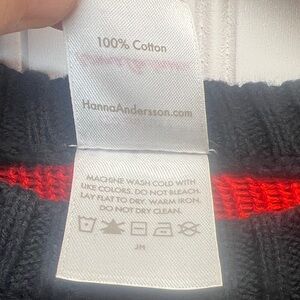 100% Cotton
HannaAndersson.com
MACHINE WASH COLD WITH
LIKE COLORS. DO NOT BLEACH.
LAY FLAT TO DRY. WARM IRON.
DO NOT DRY CLEAN.
JM